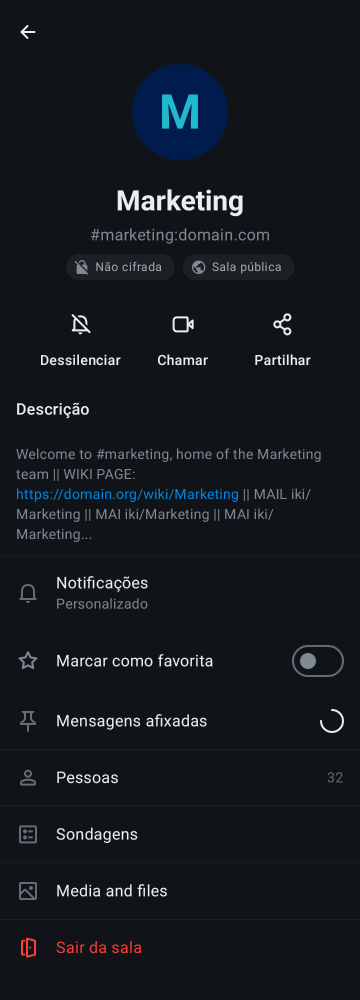 M
Marketing
#marketing:domain.com
Não cifrada
Sala pública
Dessilenciar
Chamar
Partilhar
Descrição
Welcome to #marketing, home of the Marketing
team || WIKI PAGE:
https://domain.org/wiki/Marketing || MAIL iki/
Marketing || MAI iki/Marketing || MAI iki/
Marketing...
Notificações
Personalizado
Marcar como favorita
Mensagens afixadas
Pessoas
32
Sondagens
Media and files
Sair da sala